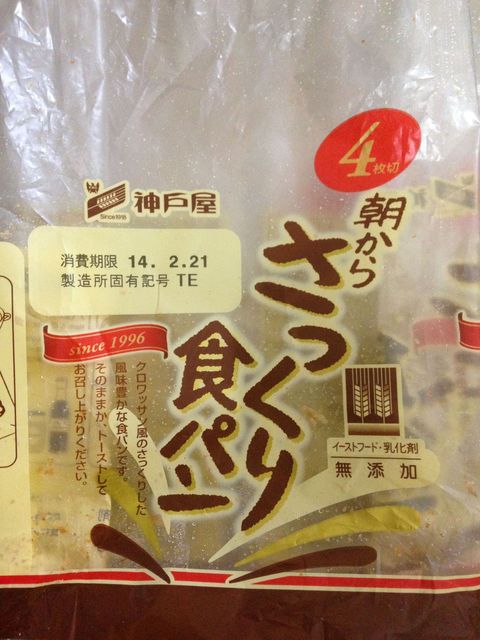 4枚切
神戸屋
Since1918
朝から
さっくり
食パン
消費期限 14. 2.21
製造所固有記号 TE
since 1996
クロワッサン風のさっくりした
風味豊かな食パンです。
そのままか、トーストして
お召し上がりください。
イーストフード・乳化剤
無添加